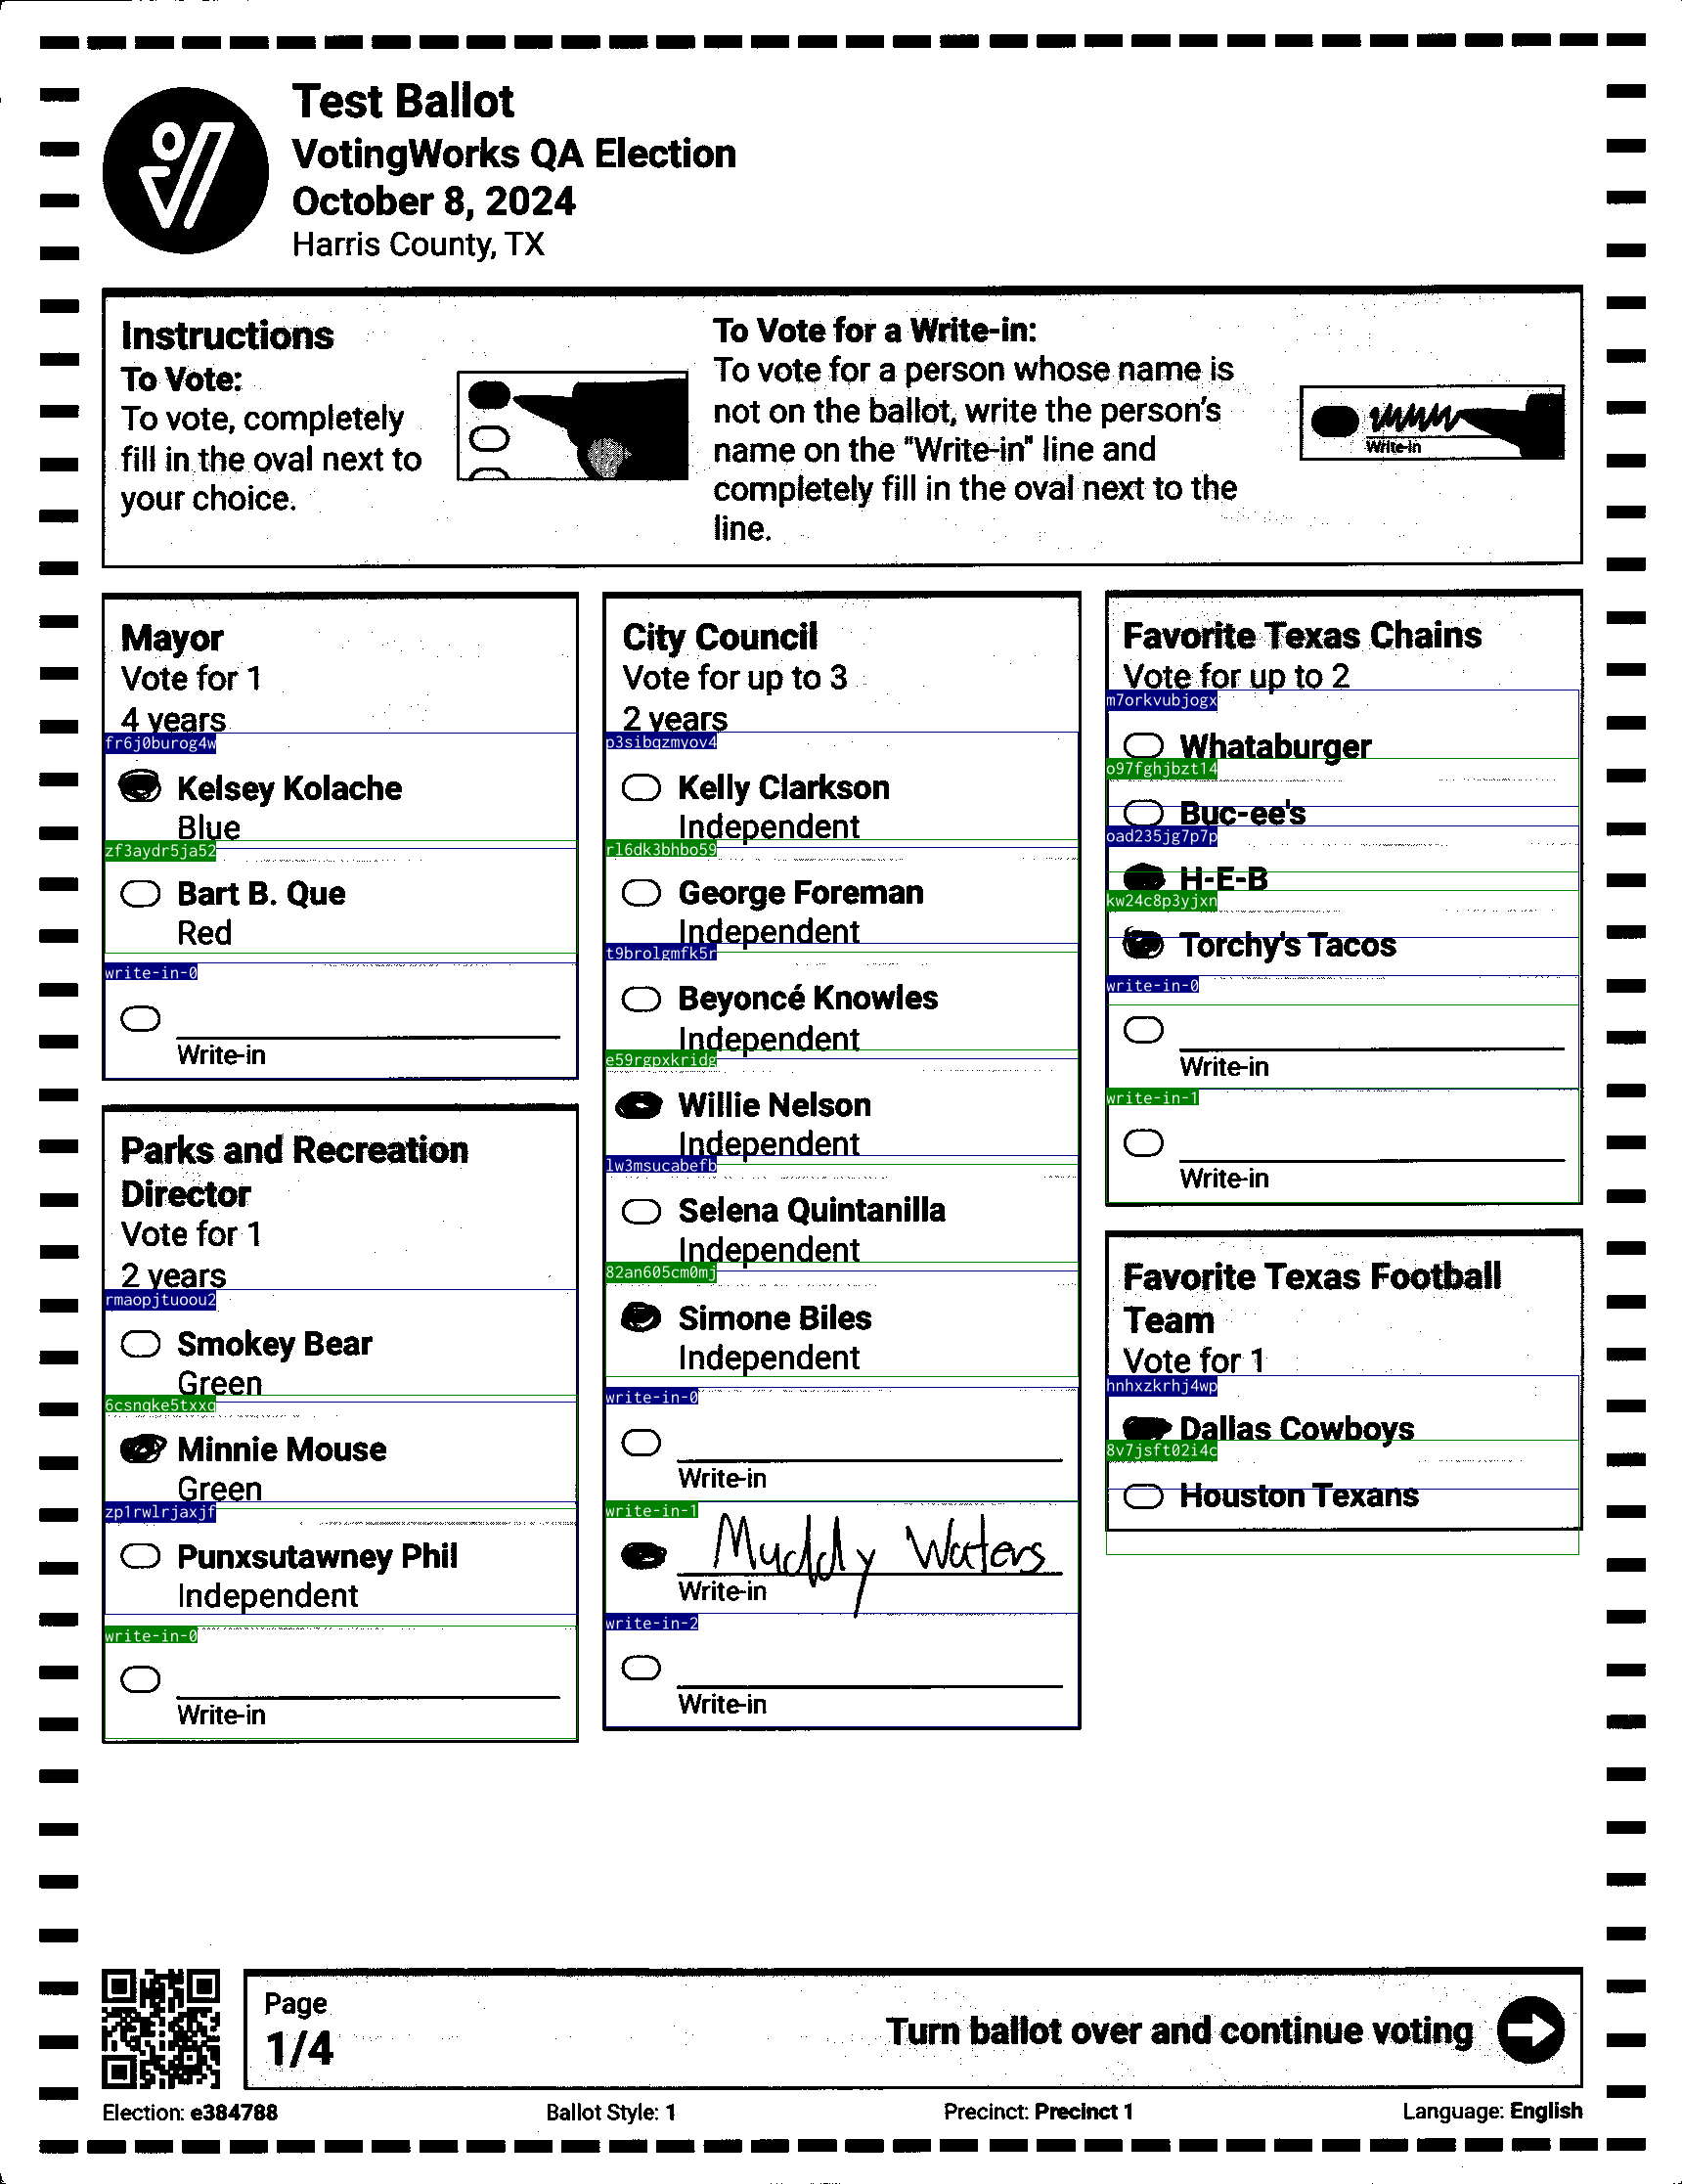 Test Ballot
VotingWorks QA Election
October 8, 2024
Harris County, TX
Instructions
To Vote:
To vote, completely
fill in the oval next to
your choice.
To Vote for a Write-in:
To vote for a person whose name is
not on the ballot, write the person's
name on the "Write-in" line and
completely fill in the oval next to the
line.
Write-in
Mayor
Vote for 1
4 years
fr6j0burog4w
Kelsey Kolache
Blue
zf3aydr5ja52
Bart B. Que
Red
write-in-0
Write-in
Parks and Recreation
Director
Vote for 1
2 years
rmaopjtuoou2
Smokey Bear
Green
6csnqke5txxq
Minnie Mouse
Green
zp1rwlrjaxjf
Punxsutawney Phil
Independent
write-in-0
Write-in
City Council
Vote for up to 3
2 years
p3sibqzmvov4
Kelly Clarkson
Independent
rl6dk3bhbo59
George Foreman
Independent
t9brolgmfk5r
Beyoncé Knowles
Independent
e59rgpxkridg
Willie Nelson
Independent
lw3msucabefb
Selena Quintanilla
Independent
82an605cm0mj
Simone Biles
Independent
write-in-0
Write-in
write-in-1
Muddy Waters
Write-in
write-in-2
Write-in
Favorite Texas Chains
Vote for up to 2
m7orkvubjogx
Whataburger
o97fghjbzt14
Buc-ee's
oad235jg7p7p
H-E-B
kw24c8p3yjxn
Torchy's Tacos
write-in-0
Write-in
write-in-1
Write-in
Favorite Texas Football
Team
Vote for 1
hnhxzkrhj4wp
Dallas Cowboys
8v7jsft02i4c
Houston Texans
Page
1/4
Turn ballot over and continue voting
Election: e384788
Ballot Style: 1
Precinct: Precinct 1
Language: English